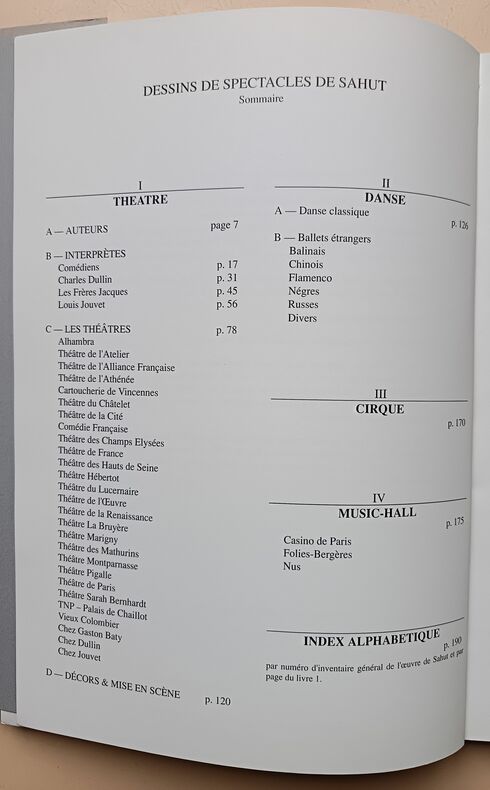 DESSINS DE SPECTACLES DE SAHUT
Sommaire
I
THEATRE
A — AUTEURS page 7
B — INTERPRÈTES
Comédiens p. 17
Charles Dullin p. 31
Les Frères Jacques p. 45
Louis Jouvet p. 56
C — LES THÉÂTRES p. 78
Alhambra
Théâtre de l'Atelier
Théâtre de l'Alliance Française
Théâtre de l'Athénée
Cartoucherie de Vincennes
Théâtre du Châtelet
Théâtre de la Cité
Comédie Française
Théâtre des Champs Elysées
Théâtre de France
Théâtre des Hauts de Seine
Théâtre Hébertot
Théâtre du Lucernaire
Théâtre de l'Œuvre
Théâtre de la Renaissance
Théâtre La Bruyère
Théâtre Marigny
Théâtre des Mathurins
Théâtre Montparnasse
Théâtre Pigalle
Théâtre de Paris
Théâtre Sarah Bernhardt
TNP – Palais de Chaillot
Vieux Colombier
Chez Gaston Baty
Chez Dullin
Chez Jouvet
D — DÉCORS & MISE EN SCÈNE p. 120
II
DANSE
A — Danse classique p. 126
B — Ballets étrangers
Balinais
Chinois
Flamenco
Négres
Russes
Divers
III
CIRQUE
p. 170
IV
MUSIC-HALL
p. 175
Casino de Paris
Folies-Bergères
Nus
INDEX ALPHABETIQUE
p. 190
par numéro d'inventaire général de l'œuvre de Sahut et par
page du livre 1.